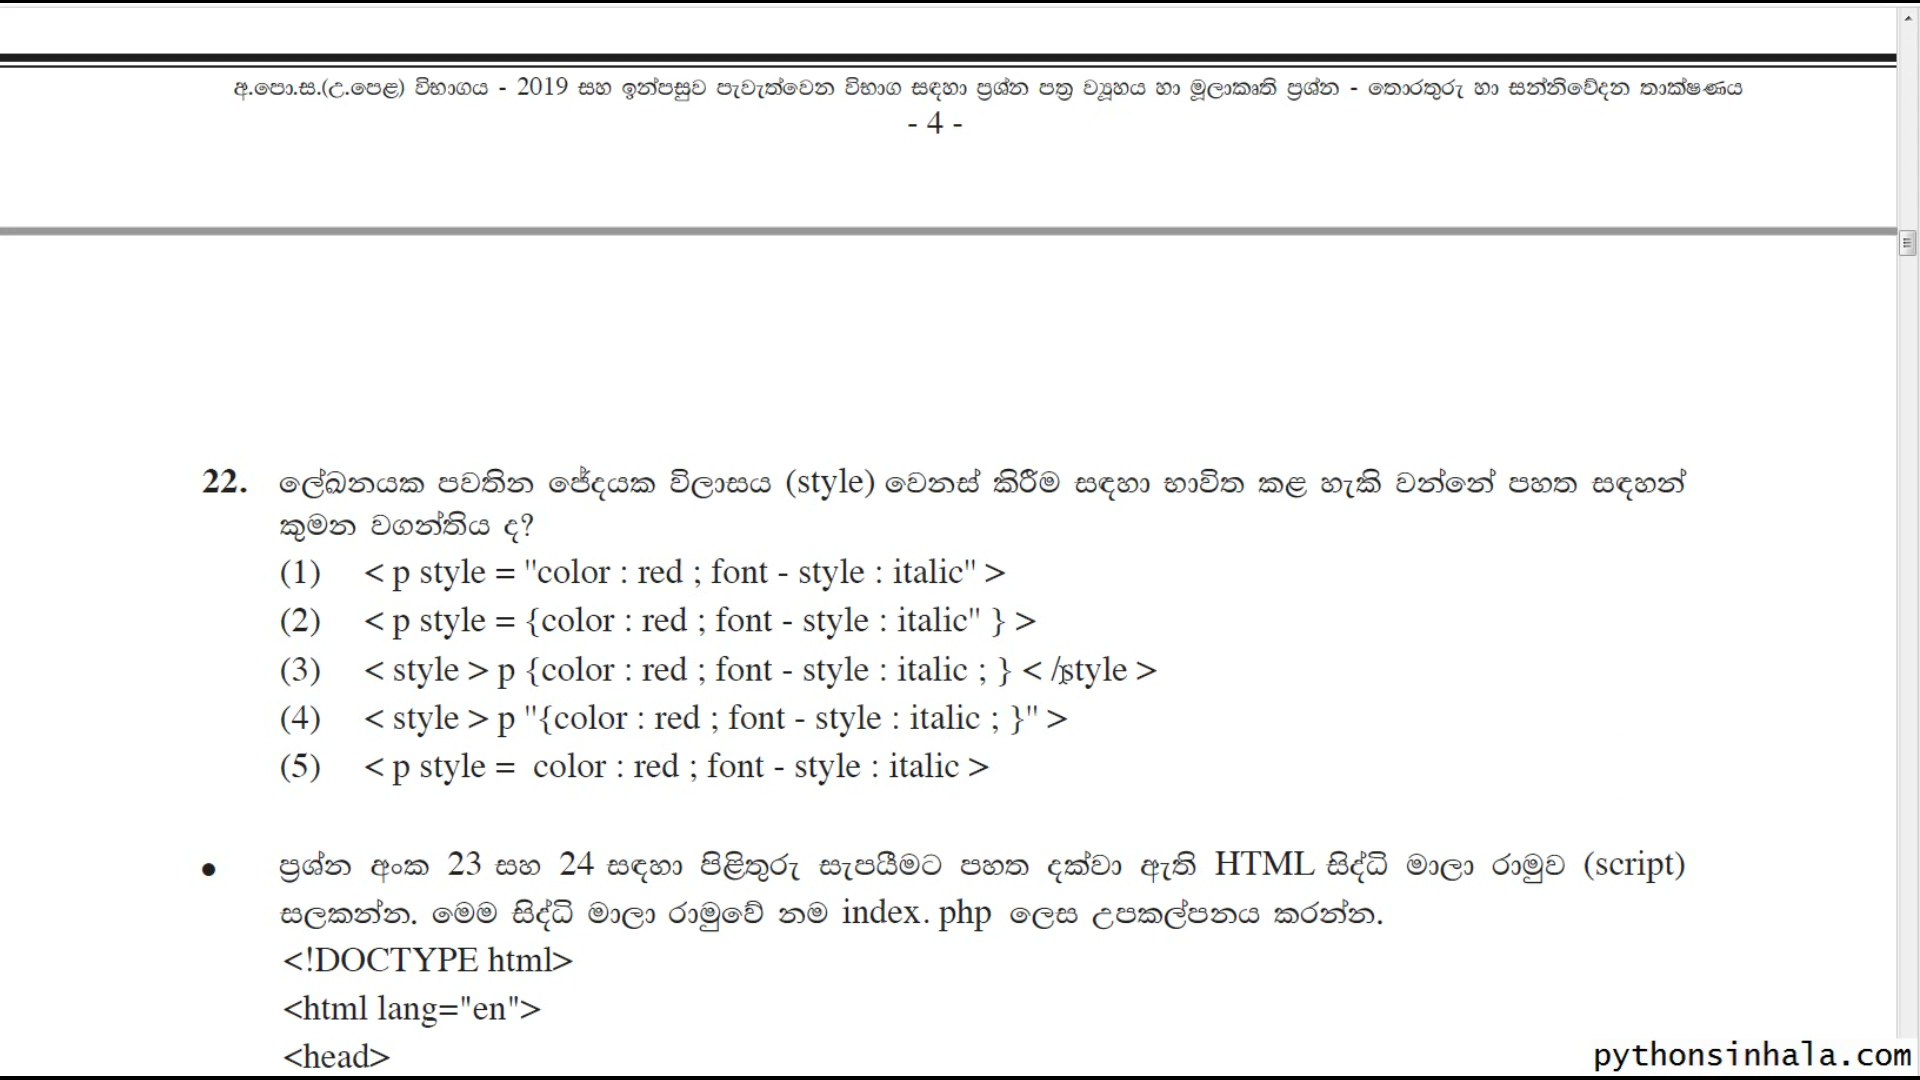 අ.පො.ස.(උ.පෙළ) විභාගය - 2019 සහ ඉන්පසුව පැවැත්වෙන විභාග සඳහා ප්‍රශ්න පත්‍ර ව්‍යූහය හා මූලාකෘති ප්‍රශ්න - තොරතුරු හා සන්නිවේදන තාක්ෂණය
- 4 -
22. ලේඛනයක පවතින ඡේදයක විලාසය (style) වෙනස් කිරීම සඳහා භාවිත කළ හැකි වන්නේ පහත සඳහන්
කුමන වගන්තිය ද?
(1) < p style = "color : red ; font - style : italic" >
(2) < p style = {color : red ; font - style : italic" } >
(3) < style > p {color : red ; font - style : italic ; } < /style >
(4) < style > p "{color : red ; font - style : italic ; }" >
(5) < p style = color : red ; font - style : italic >
• ප්‍රශ්න අංක 23 සහ 24 සඳහා පිළිතුරු සැපයීමට පහත දක්වා ඇති HTML සිද්ධි මාලා රාමුව (script)
සලකන්න. මෙම සිද්ධි මාලා රාමුවේ නම index. php ලෙස උපකල්පනය කරන්න.
<!DOCTYPE html>
<html lang="en">
<head>
pythonsinhala.com